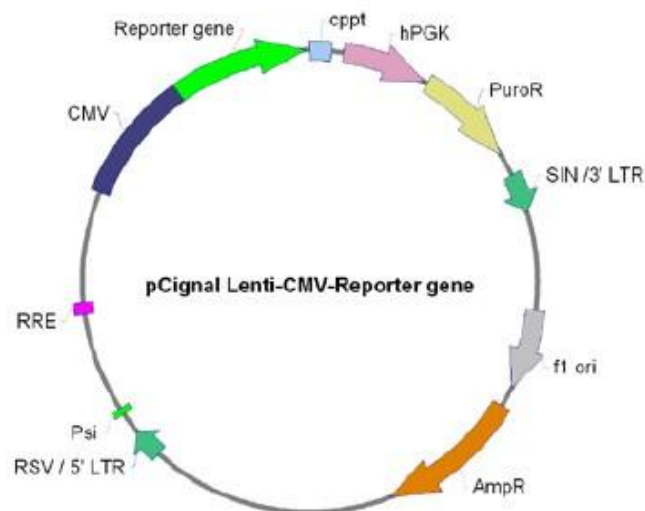 Reporter gene
cppt
hPGK
CMV
PuroR
SIN /3' LTR
pCignal Lenti-CMV-Reporter gene
RRE
f1 ori
Psi
RSV / 5' LTR
AmpR